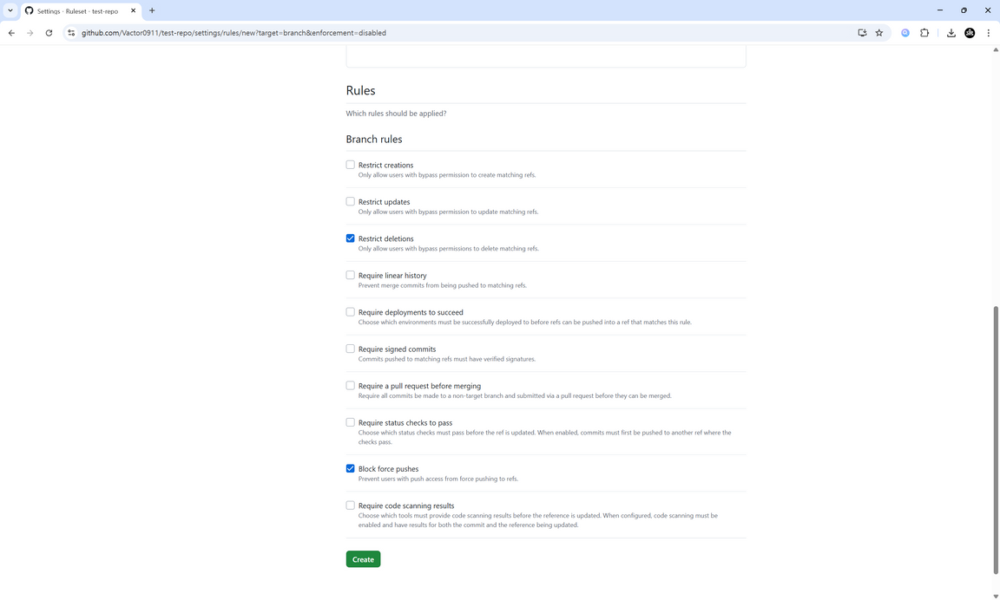 Settings · Ruleset · test-repo
github.com/Vactor0911/test-repo/settings/rules/new?target=branch&enforcement=disabled
Rules
Which rules should be applied?
Branch rules
Restrict creations
Only allow users with bypass permission to create matching refs.
Restrict updates
Only allow users with bypass permission to update matching refs.
Restrict deletions
Only allow users with bypass permissions to delete matching refs.
Require linear history
Prevent merge commits from being pushed to matching refs.
Require deployments to succeed
Choose which environments must be successfully deployed to before refs can be pushed into a ref that matches this rule.
Require signed commits
Commits pushed to matching refs must have verified signatures.
Require a pull request before merging
Require all commits be made to a non-target branch and submitted via a pull request before they can be merged.
Require status checks to pass
Choose which status checks must pass before the ref is updated. When enabled, commits must first be pushed to another ref where the
checks pass.
Block force pushes
Prevent users with push access from force pushing to refs.
Require code scanning results
Choose which tools must provide code scanning results before the reference is updated. When configured, code scanning must be
enabled and have results for both the commit and the reference being updated.
Create